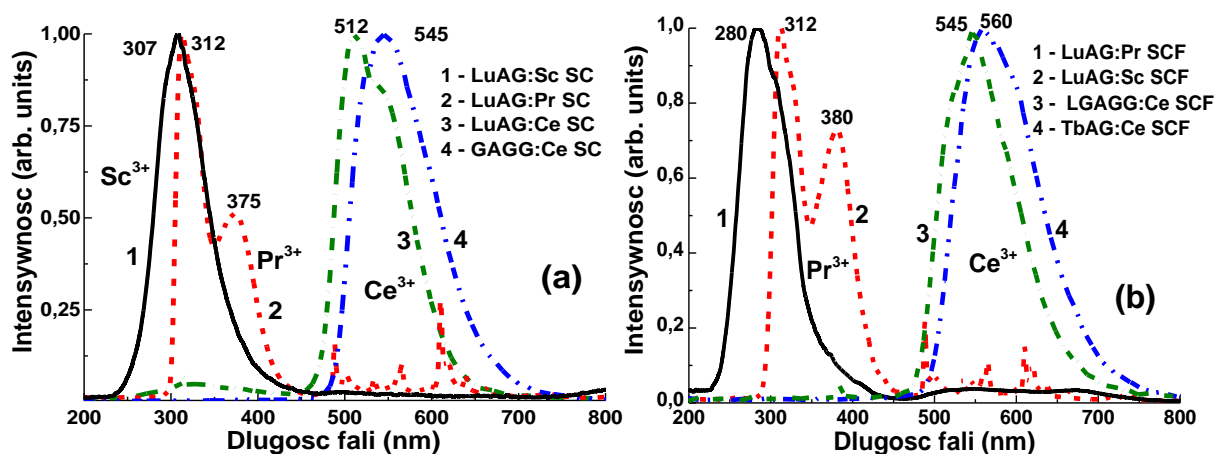 1,00
0,75
0,50
0,25
Intensywnosc (arb. units)
307
312
512
545
1 - LuAG:Sc SC
2 - LuAG:Pr SC
3 - LuAG:Ce SC
4 - GAGG:Ce SC
Sc³⁺
375
1
Pr³⁺
2
3
4
Ce³⁺
(a)
200 300 400 500 600 700 800
Dlugosc fali (nm)
1,0
0,8
0,6
0,4
0,2
0,0
Intensywnosc (arb. units)
280
312
545
560
1 - LuAG:Pr SCF
2 - LuAG:Sc SCF
3 - LGAGG:Ce SCF
4 - TbAG:Ce SCF
380
1
2
3
4
Pr³⁺
Ce³⁺
(b)
200 300 400 500 600 700 800
Dlugosc fali (nm)